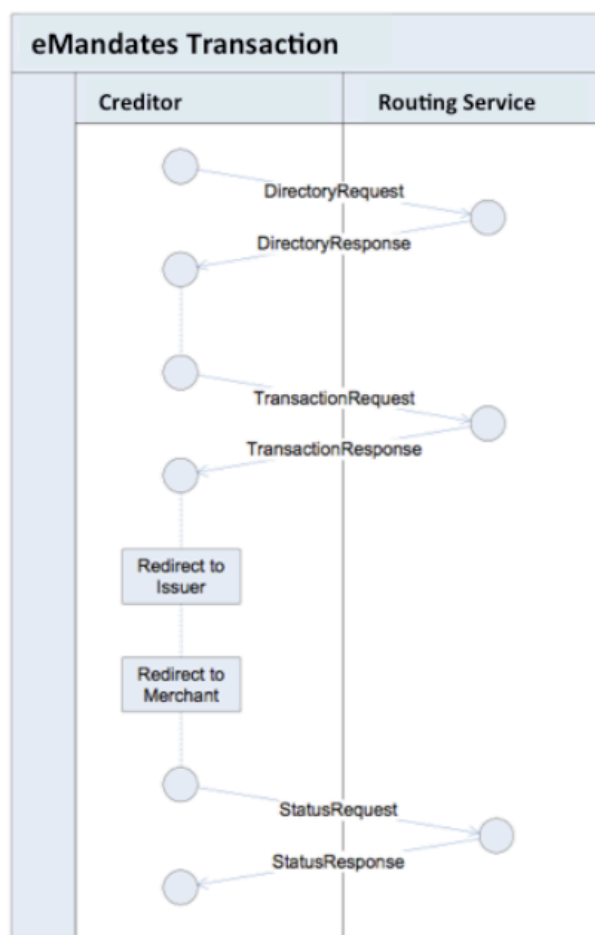 eMandates Transaction
Creditor
Routing Service
DirectoryRequest
DirectoryResponse
TransactionRequest
TransactionResponse
Redirect to
Issuer
Redirect to
Merchant
StatusRequest
StatusResponse